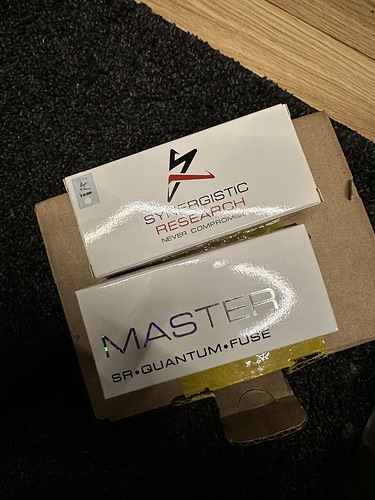 SYNERGISTIC
RESEARCH
NEVER COMPROMISE
MASTER
SR•QUANTUM•FUSE